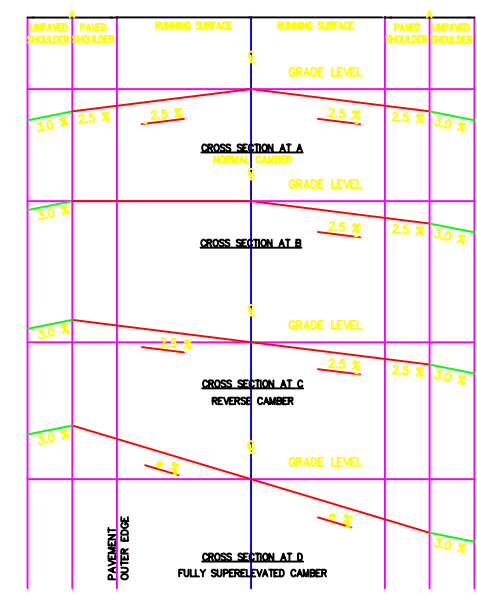 UNPAVED SHOULDER
PAVED SHOULDER
RUNNING SURFACE
RUNNING SURFACE
PAVED SHOULDER
UNPAVED SHOULDER
GRADE LEVEL
3.0 %
2.5 %
2.5 %
2.5 %
2.5 %
3.0 %
CROSS SECTION AT A
NORMAL CAMBER
GRADE LEVEL
3.0 %
2.5 %
2.5 %
3.0 %
CROSS SECTION AT B
GRADE LEVEL
3.0 %
2.5 %
2.5 %
2.5 %
3.0 %
CROSS SECTION AT C
REVERSE CAMBER
GRADE LEVEL
3.0 %
e %
e %
3.0 %
PAVEMENT
OUTER EDGE
CROSS SECTION AT D
FULLY SUPERELEVATED CAMBER